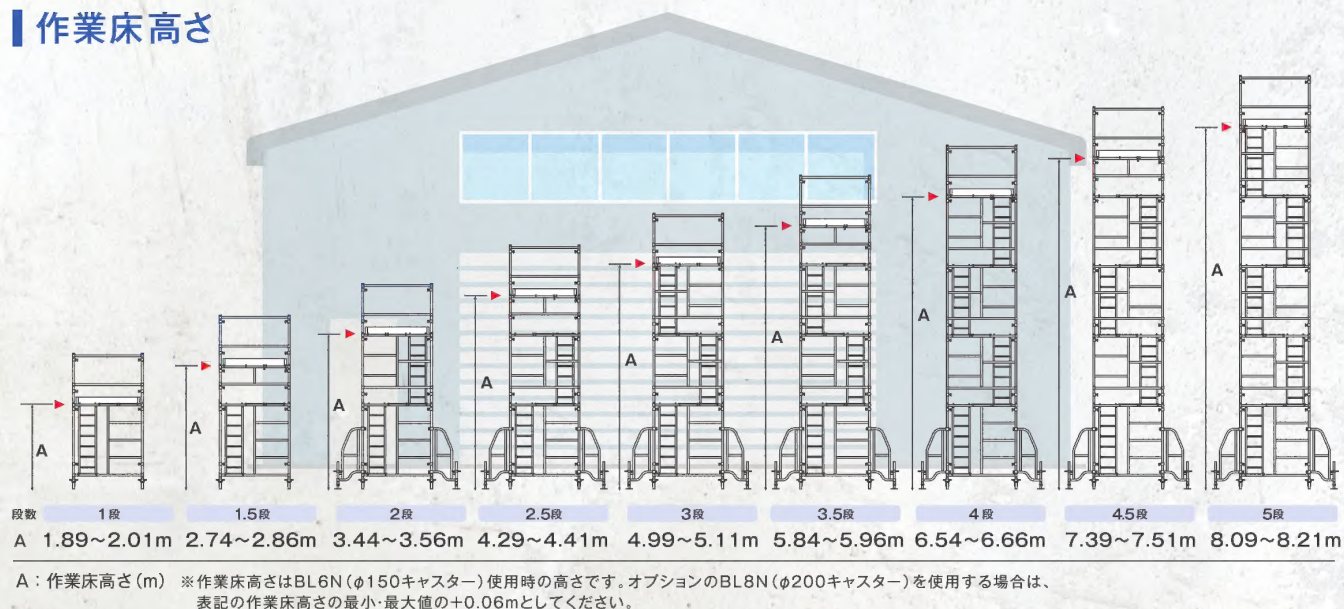 作業床高さ
A A A A A A A A A
段数 1段 1.5段 2段 2.5段 3段 3.5段 4段 4.5段 5段
A 1.89～2.01m 2.74～2.86m 3.44～3.56m 4.29～4.41m 4.99～5.11m 5.84～5.96m 6.54～6.66m 7.39～7.51m 8.09～8.21m
A：作業床高さ（m） ※作業床高さはBL6N（φ150キャスター）使用時の高さです。オプションのBL8N（φ200キャスター）を使用する場合は、
表記の作業床高さの最小・最大値の+0.06mとしてください。